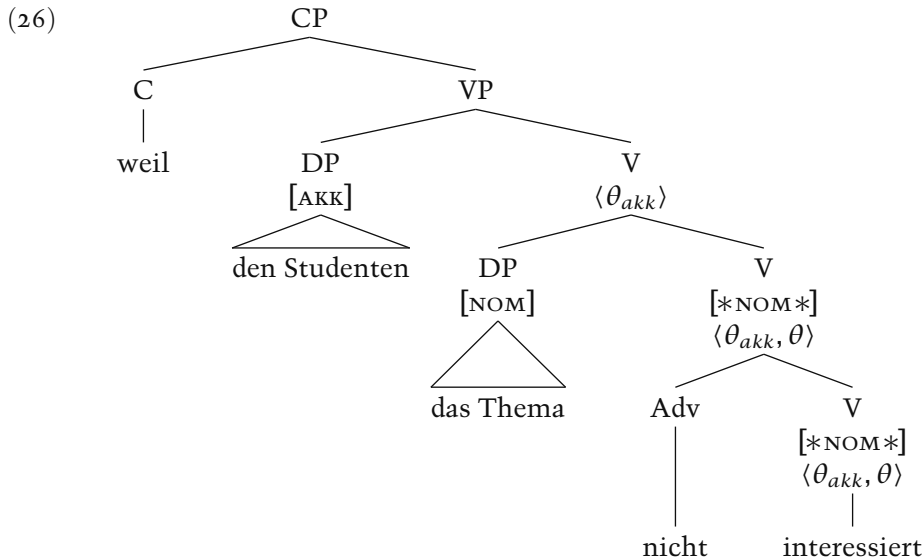 (26) CP
C VP
weil DP V
[AKK] ⟨θakk⟩
den Studenten DP V
[NOM] [∗NOM∗]
⟨θakk, θ⟩
das Thema Adv V
[∗NOM∗]
⟨θakk, θ⟩
nicht interessiert